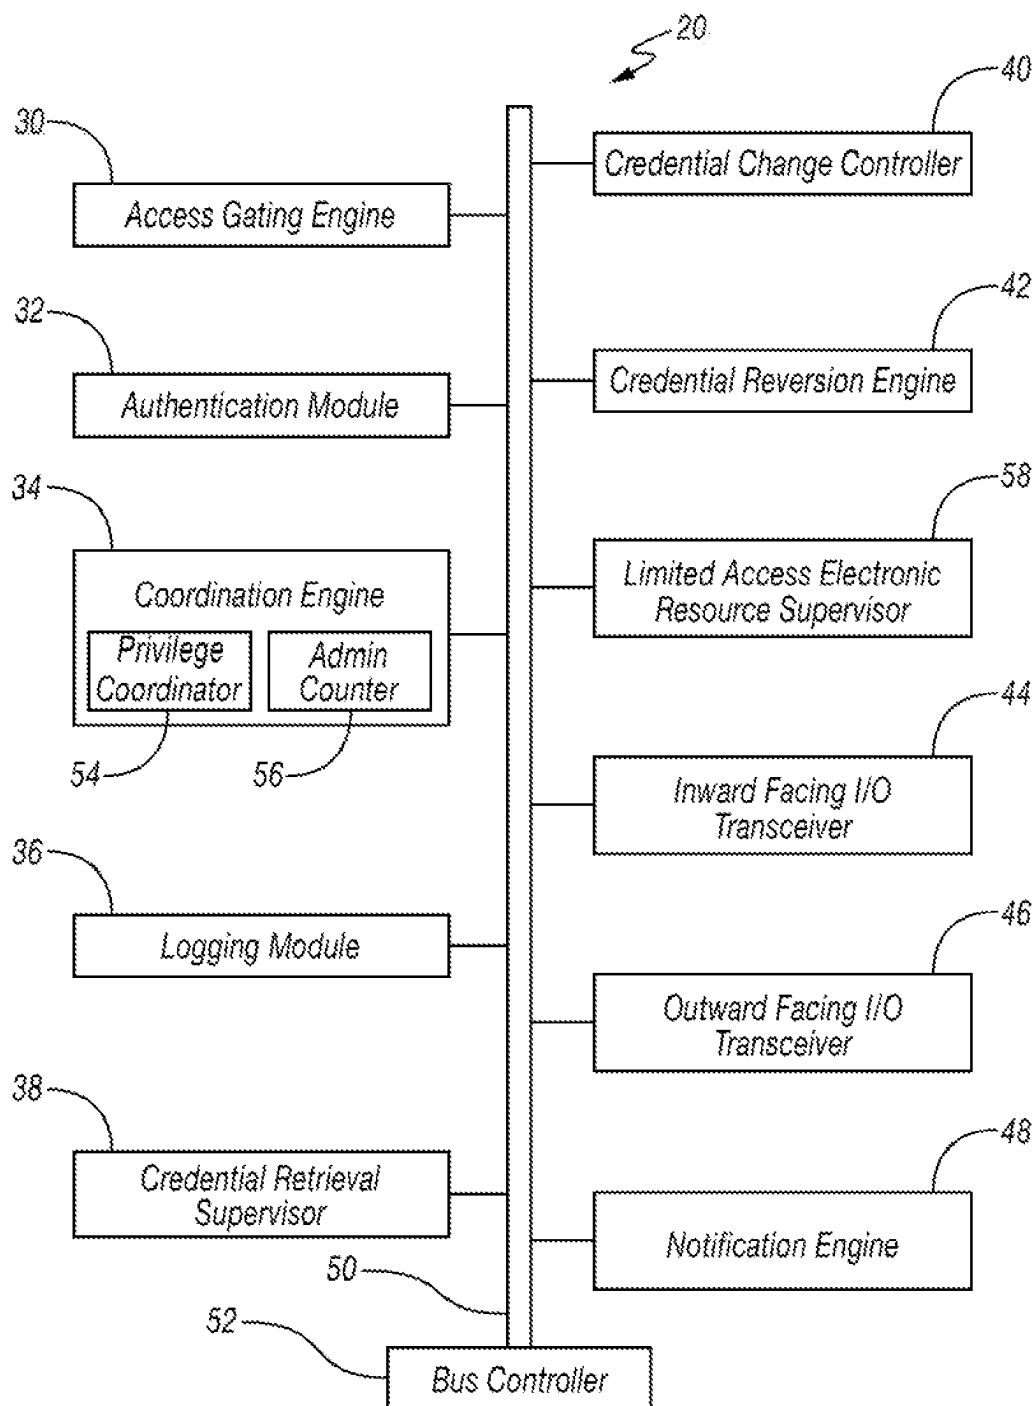 20
40
30
Credential Change Controller
Access Gating Engine
42
32
Credential Reversion Engine
Authentication Module
58
34
Limited Access Electronic
Resource Supervisor
Coordination Engine
Privilege
Coordinator
Admin
Counter
54
56
44
Inward Facing I/O
Transceiver
36
Logging Module
46
Outward Facing I/O
Transceiver
38
Credential Retrieval
Supervisor
48
Notification Engine
50
52
Bus Controller